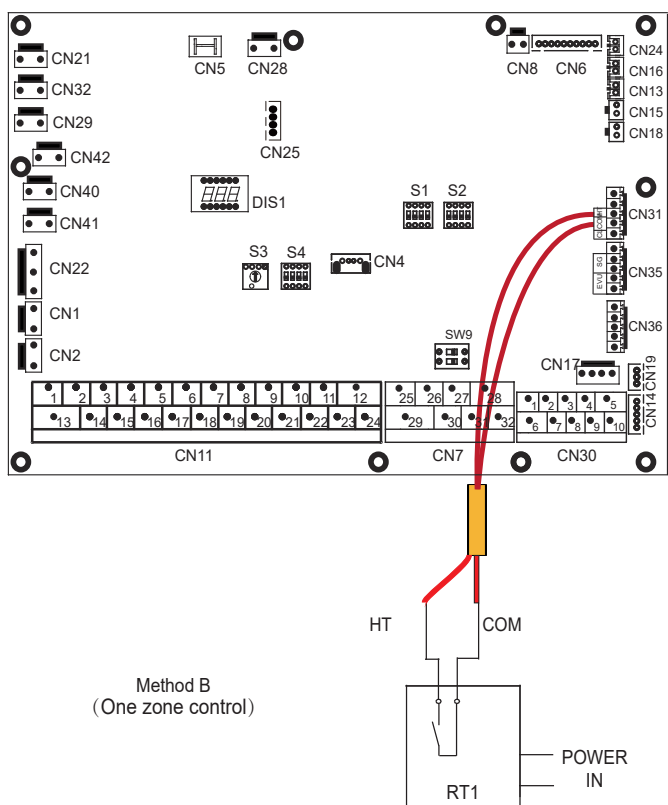 CN21
CN32
CN29
CN42
CN40
CN41
CN22
CN1
CN2
CN5
CN28
CN25
DIS1
S1 S2
S3 S4
CN4
CN8 CN6
CN24
CN16
CN13
CN15
CN18
CN31
CN35
SG
EVU
CN36
SW9
CN17
CN19
CN14
1 2 3 4 5 6 7 8 9 10 11 12
13 14 15 16 17 18 19 20 21 22 23 24
CN11
25 26 27 28
29 30 31 32
CN7
1 2 3 4 5
6 7 8 9 10
CN30
HT COM
Method B
(One zone control)
POWER
IN
RT1